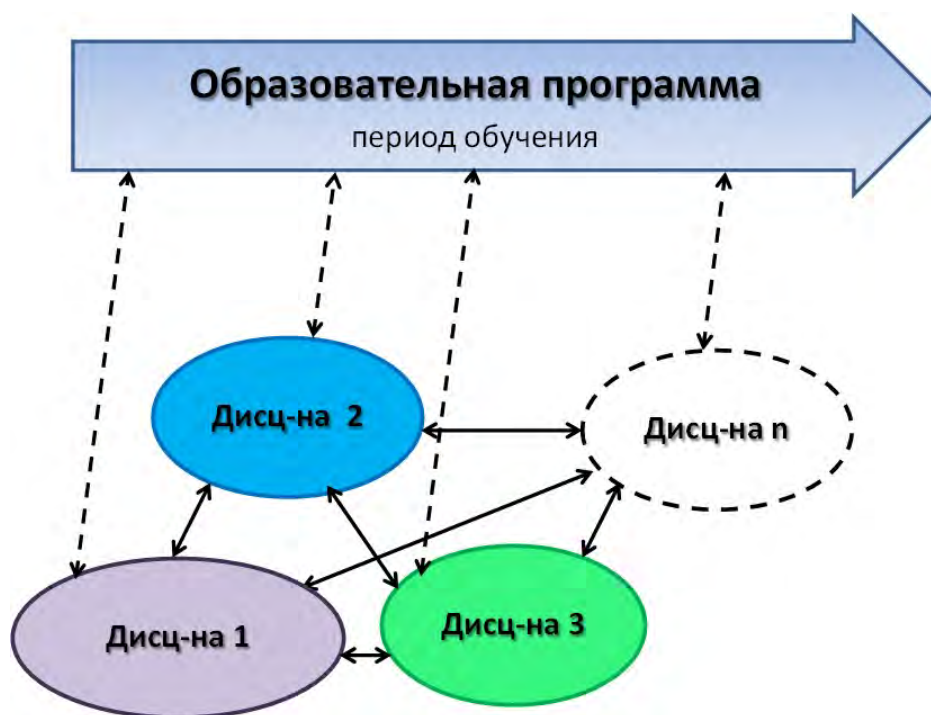 Образовательная программа
период обучения
Дисц-на 2
Дисц-на n
Дисц-на 1
Дисц-на 3